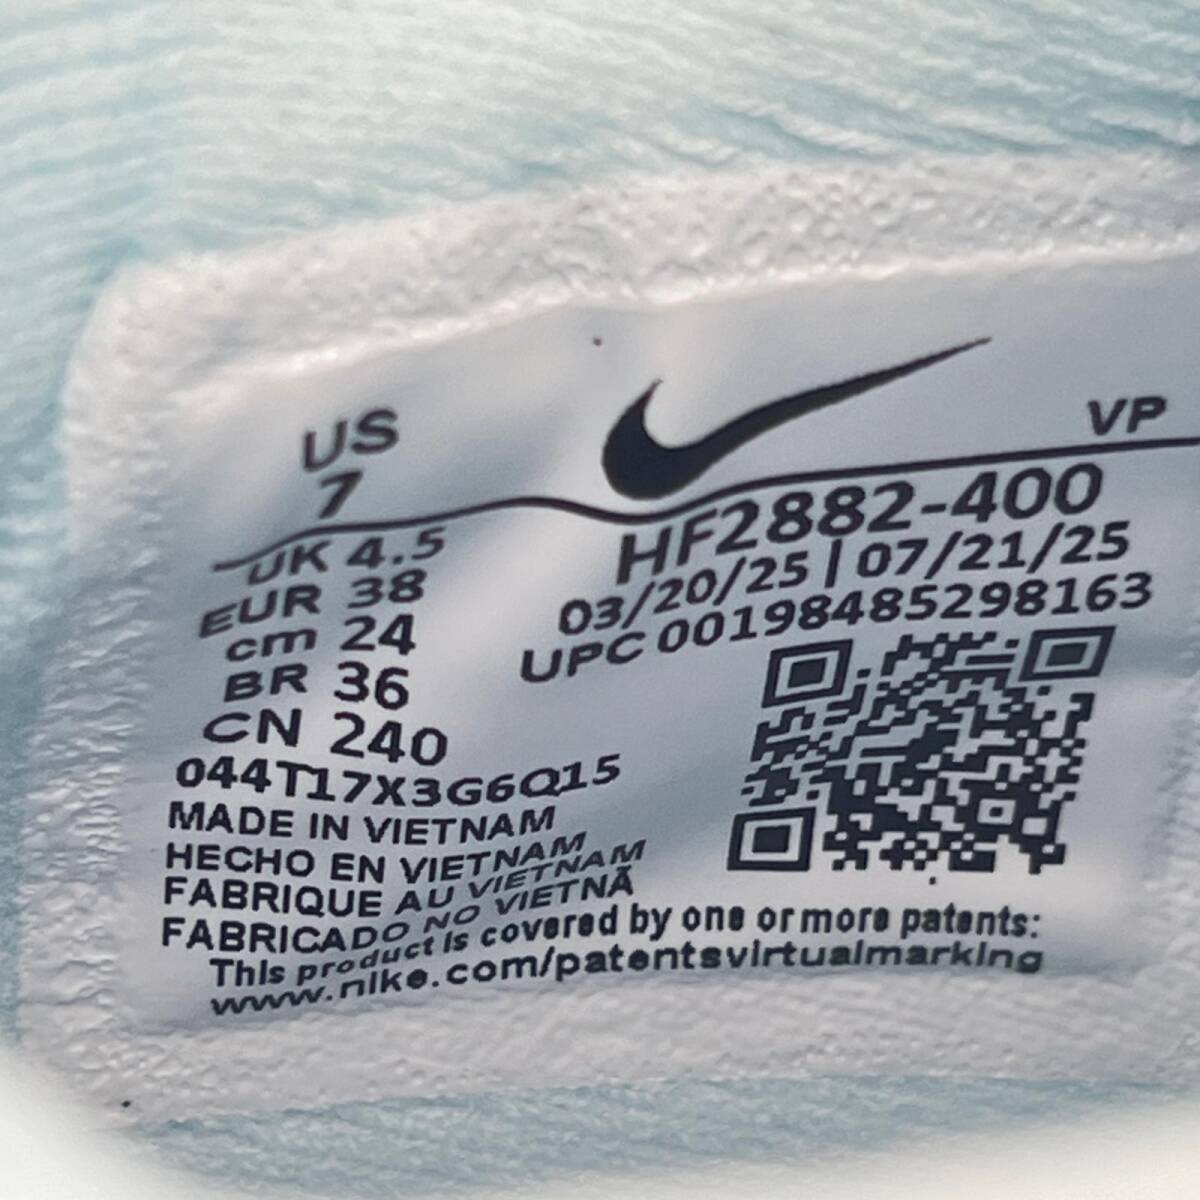 US
7
VP
UK 4.5
EUR 38
cm 24
BR 36
CN 240
HF2882-400
03/20/25 | 07/21/25
UPC 00198485298163
044T17X3G6Q15
MADE IN VIETNAM
HECHO EN VIETNAM
FABRIQUE AU VIETNAM
FABRICADO NO VIETNÃ
This product is covered by one or more patents:
www.nike.com/patentsvirtualmarking